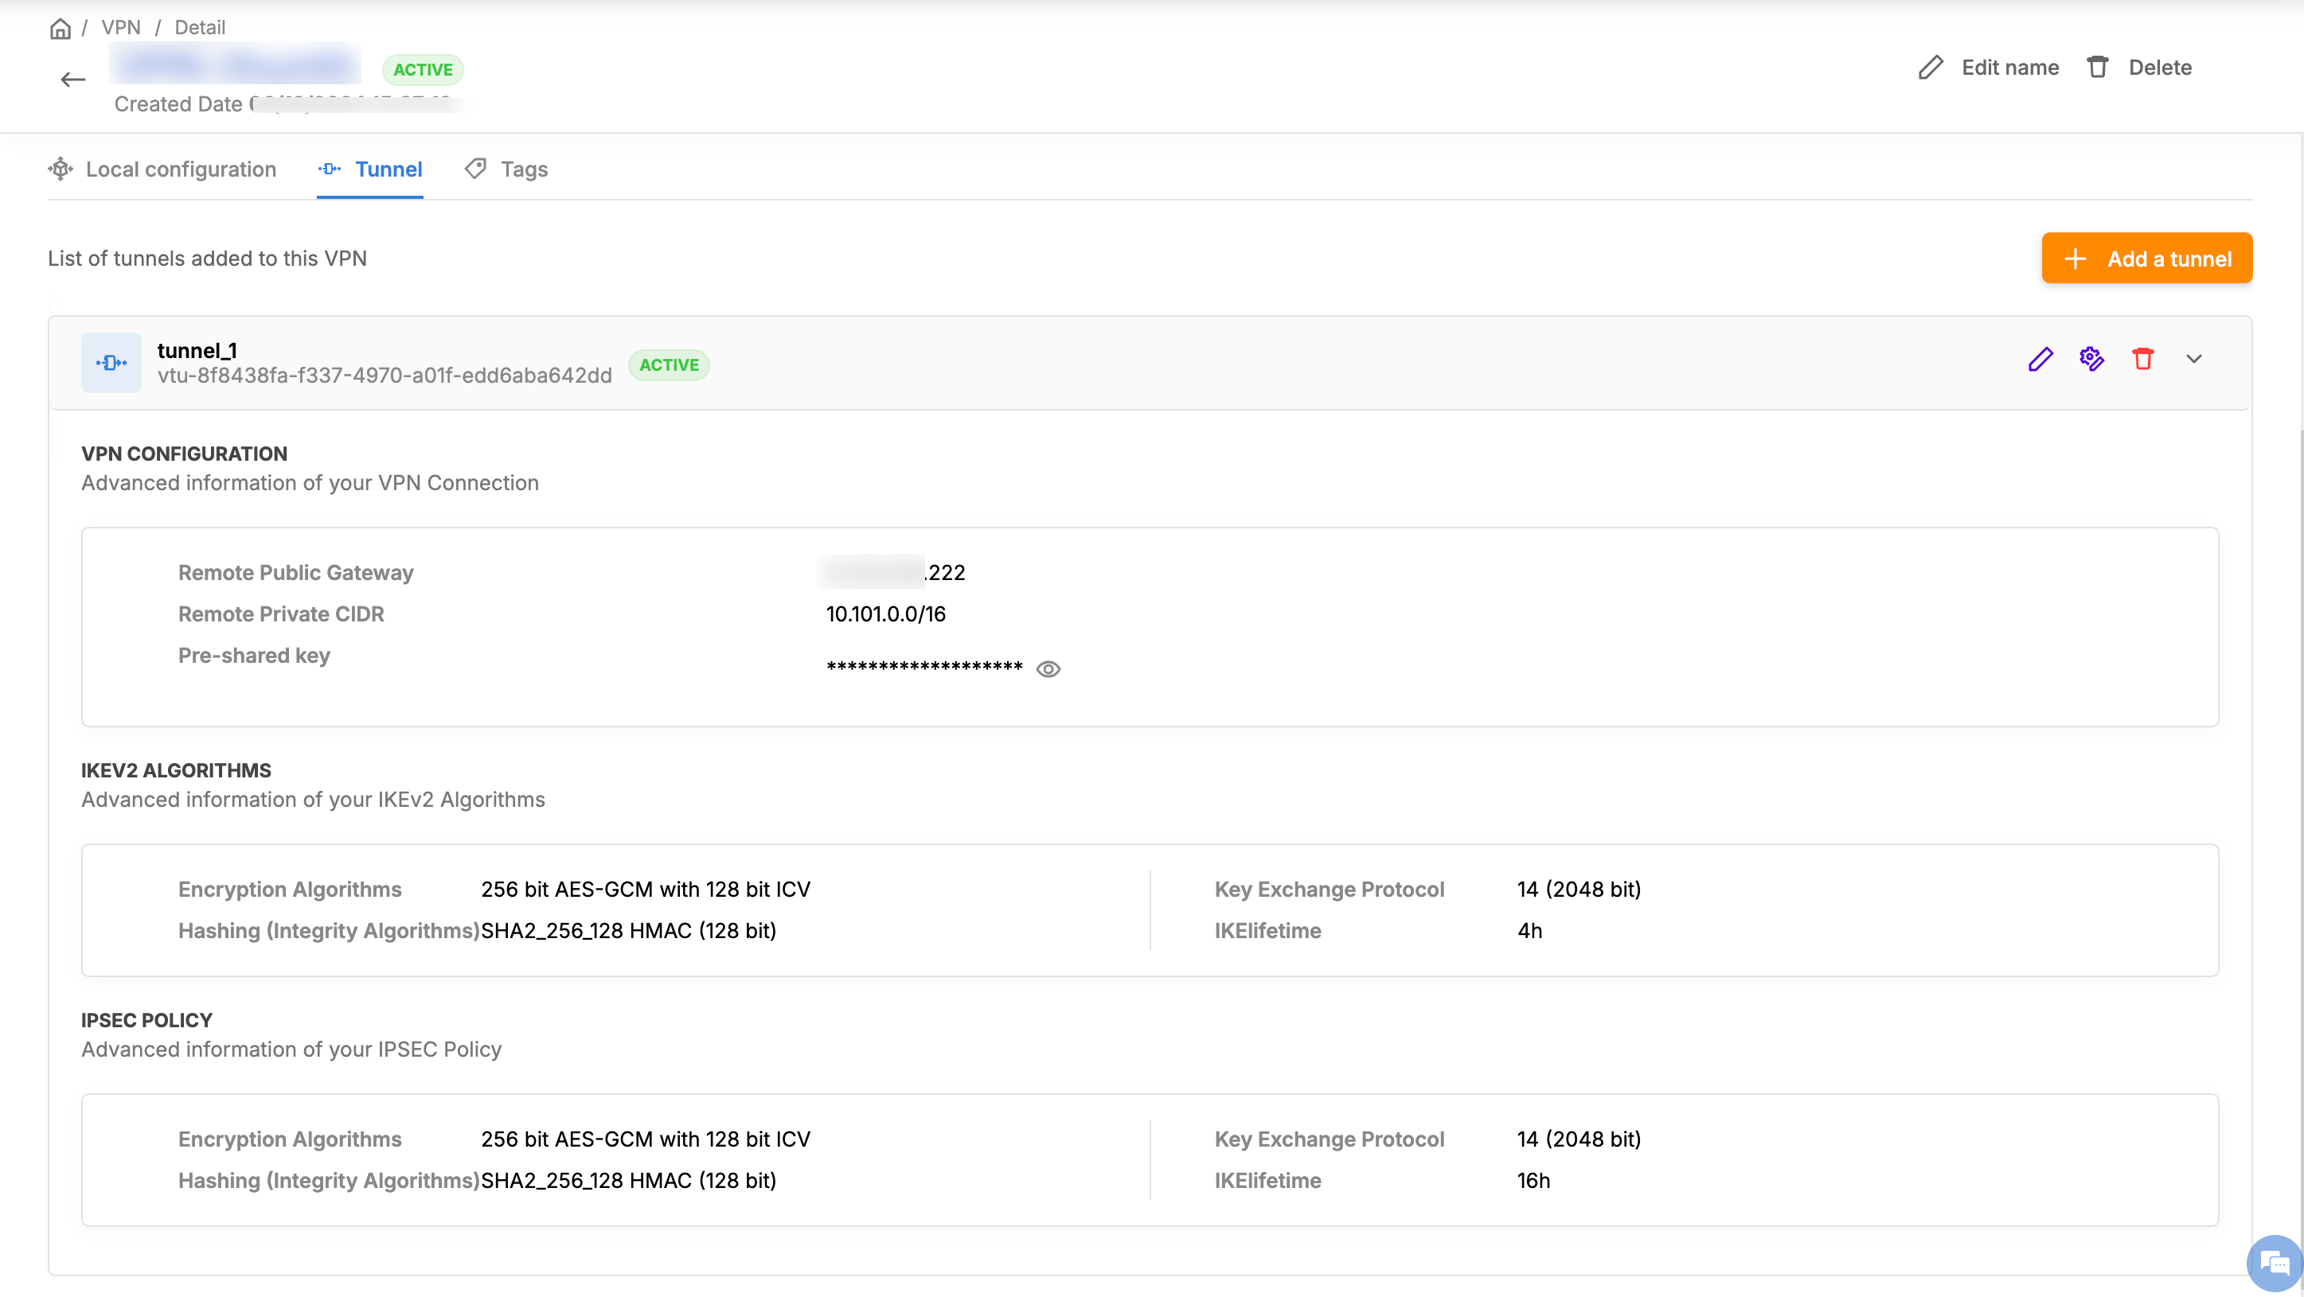 / VPN / Detail
ACTIVE
Created Date
Edit name
Delete
Local configuration
Tunnel
Tags
List of tunnels added to this VPN
Add a tunnel
tunnel_1
vtu-8f8438fa-f337-4970-a01f-edd6aba642dd
ACTIVE
VPN CONFIGURATION
Advanced information of your VPN Connection
Remote Public Gateway .222
Remote Private CIDR 10.101.0.0/16
Pre-shared key *******************
IKEV2 ALGORITHMS
Advanced information of your IKEv2 Algorithms
Encryption Algorithms 256 bit AES-GCM with 128 bit ICV
Key Exchange Protocol 14 (2048 bit)
Hashing (Integrity Algorithms) SHA2_256_128 HMAC (128 bit)
IKElifetime 4h
IPSEC POLICY
Advanced information of your IPSEC Policy
Encryption Algorithms 256 bit AES-GCM with 128 bit ICV
Key Exchange Protocol 14 (2048 bit)
Hashing (Integrity Algorithms) SHA2_256_128 HMAC (128 bit)
IKElifetime 16h